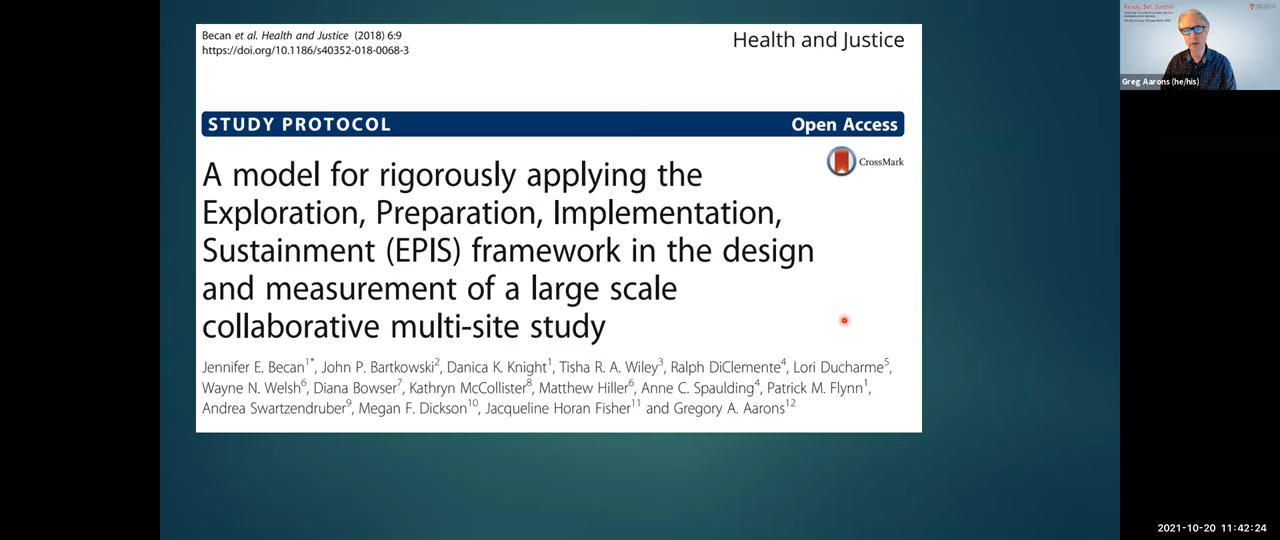 Becan et al. Health and Justice (2018) 6:9
https://doi.org/10.1186/s40352-018-0068-3
Health and Justice
STUDY PROTOCOL
Open Access
CrossMark
A model for rigorously applying the
Exploration, Preparation, Implementation,
Sustainment (EPIS) framework in the design
and measurement of a large scale
collaborative multi-site study
Jennifer E. Becan1*, John P. Bartkowski2, Danica K. Knight1, Tisha R. A. Wiley3, Ralph DiClemente4, Lori Ducharme5,
Wayne N. Welsh6, Diana Bowser7, Kathryn McCollister8, Matthew Hiller6, Anne C. Spaulding4, Patrick M. Flynn1,
Andrea Swartzendruber9, Megan F. Dickson10, Jacqueline Horan Fisher11 and Gregory A. Aarons12
Ready, Set, Sustain
Greg Aarons (he/his)
2021-10-20 11:42:24